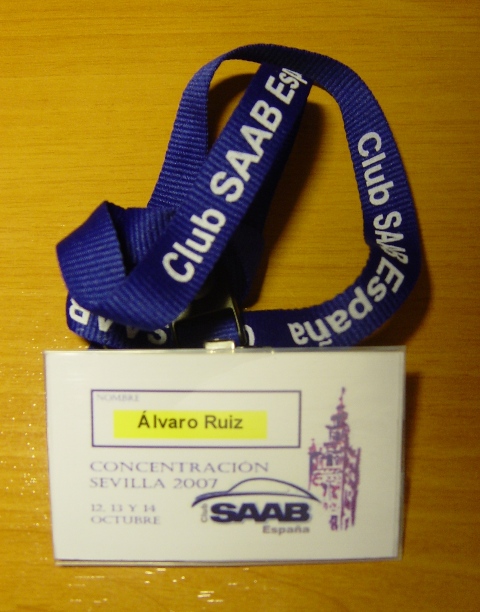 Club SAAB Esp
Club SAAB España
España
NOMBRE
Álvaro Ruiz
CONCENTRACIÓN
SEVILLA 2007
12, 13 Y 14
OCTUBRE
Club SAAB
España